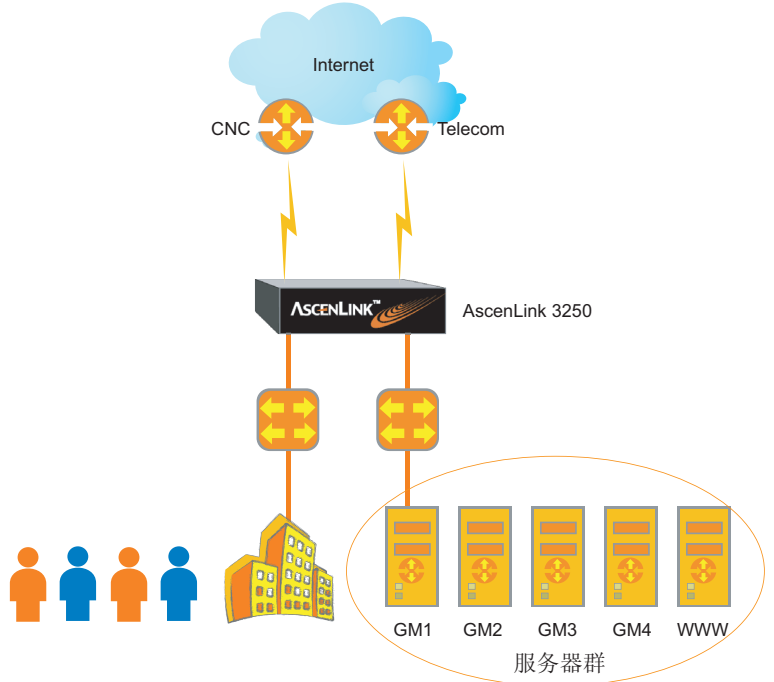 Internet
CNC
Telecom
ASCENLINK™
AscenLink 3250
GM1 GM2 GM3 GM4 WWW
服务器群